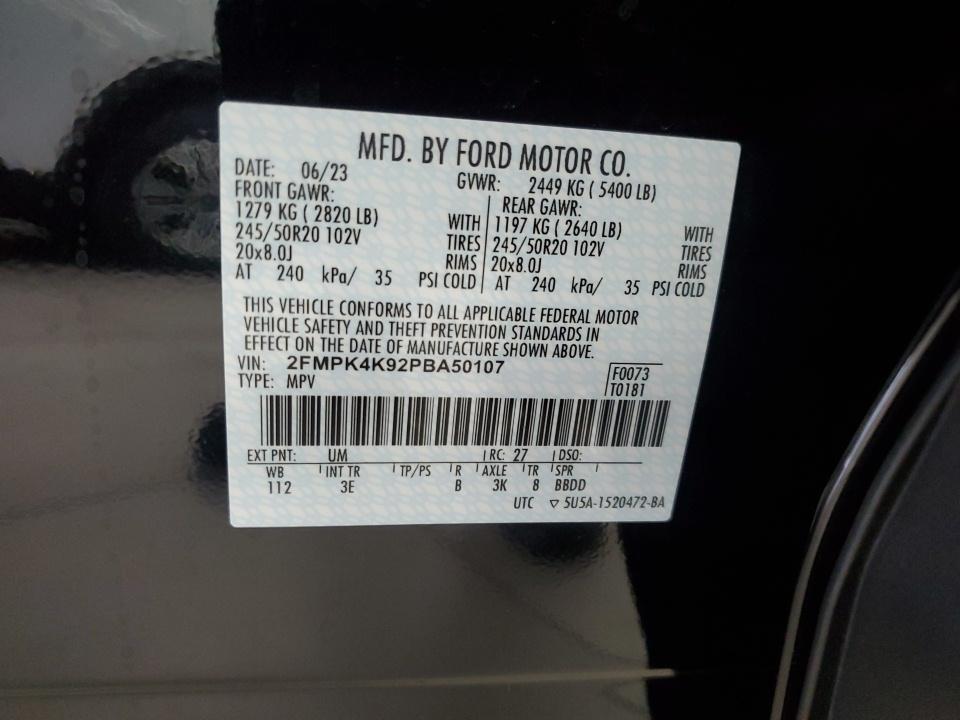 MFD. BY FORD MOTOR CO.
DATE: 06/23 GVWR: 2449 KG ( 5400 LB)
FRONT GAWR: REAR GAWR:
1279 KG ( 2820 LB) WITH 1197 KG ( 2640 LB) WITH
245/50R20 102V TIRES 245/50R20 102V TIRES
20x8.0J RIMS 20x8.0J RIMS
AT 240 kPa/ 35 PSI COLD AT 240 kPa/ 35 PSI COLD
THIS VEHICLE CONFORMS TO ALL APPLICABLE FEDERAL MOTOR
VEHICLE SAFETY AND THEFT PREVENTION STANDARDS IN
EFFECT ON THE DATE OF MANUFACTURE SHOWN ABOVE.
VIN: 2FMPK4K92PBA50107 F0073
TYPE: MPV T0181
EXT PNT: UM RC: 27 DSO:
WB INT TR TP/PS R AXLE TR SPR
112 3E B 3K 8 BBDD
UTC ▽ 5U5A-1520472-BA